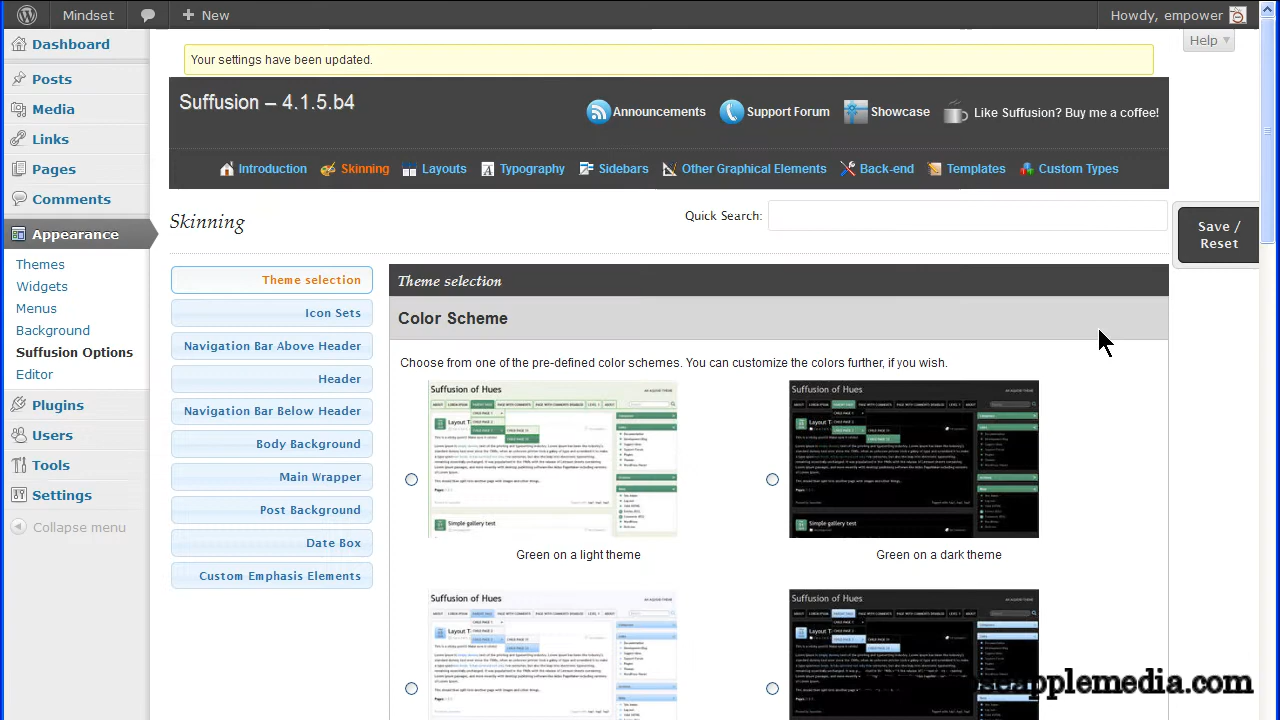 Mindset
New
Howdy, empower
Dashboard
Posts
Media
Links
Pages
Comments
Appearance
Themes
Widgets
Menus
Background
Suffusion Options
Editor
Plugins
Users
Tools
Settings
Collapse menu
Help
Your settings have been updated.
Suffusion – 4.1.5.b4
Announcements
Support Forum
Showcase
Like Suffusion? Buy me a coffee!
Introduction
Skinning
Layouts
Typography
Sidebars
Other Graphical Elements
Back-end
Templates
Custom Types
Skinning
Quick Search:
Save /
Reset
Theme selection
Icon Sets
Navigation Bar Above Header
Header
Navigation Bar Below Header
Body Background
Wrapper
Post Background
Date Box
Custom Emphasis Elements
Theme selection
Color Scheme
Choose from one of the pre-defined color schemes. You can customize the colors further, if you wish.
Suffusion of Hues
Layout T
Simple gallery test
Green on a light theme
Suffusion of Hues
Layout T
Simple gallery test
Green on a dark theme
Suffusion of Hues
Layout T
Suffusion of Hues
Layout T
applemedia.com